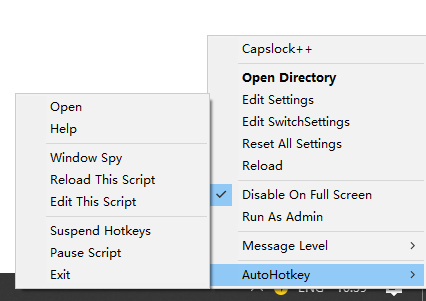 Capslock++
Open Directory
Edit Settings
Edit SwitchSettings
Reset All Settings
Reload
Disable On Full Screen
Run As Admin
Message Level
AutoHotkey
Open
Help
Window Spy
Reload This Script
Edit This Script
Suspend Hotkeys
Pause Script
Exit